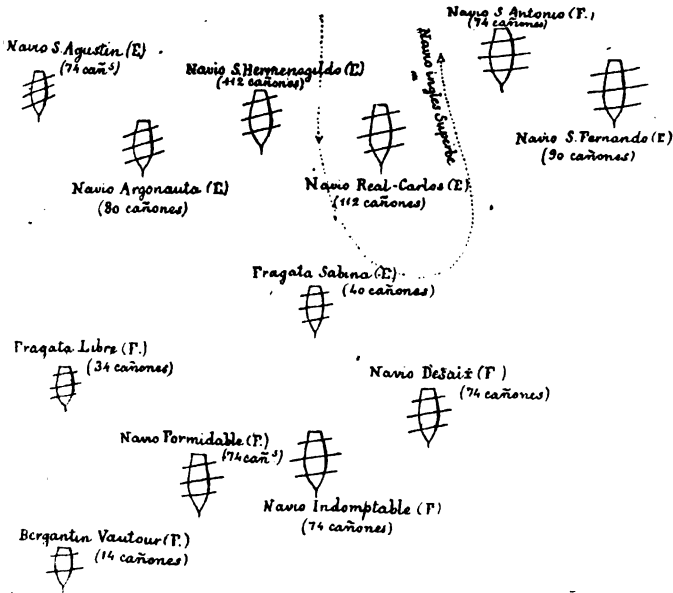 Navio S. Antonio (F.)
(74 cañones)
Navio S. Agustin (E)
(74 cañs)
Navio S. Hermenegildo (E)
(112 cañones)
Navio ingles Superbe
Navio S. Fernando (E)
(90 cañones)
Navio Argonauta (E)
(80 cañones)
Navio Real-Carlos (E)
(112 cañones)
Fragata Sabina (E)
(40 cañones)
Fragata Libre (F.)
(34 cañones)
Navio Desaix (F)
(74 cañones)
Navio Formidable (F.)
(74 cañs)
Navio Indomptable (F)
(74 cañones)
Bergantin Vautour (F.)
(14 cañones)